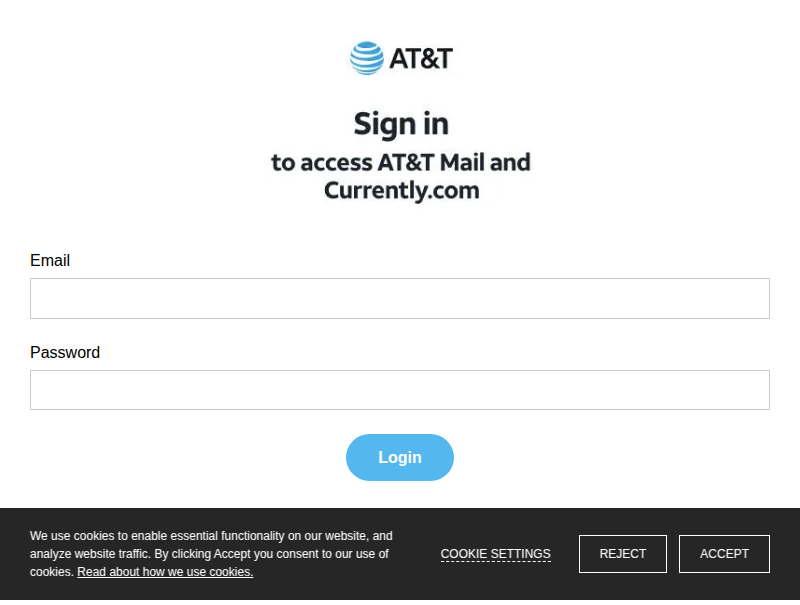 AT&T
Sign in
to access AT&T Mail and
Currently.com
Email
Password
Login
We use cookies to enable essential functionality on our website, and
analyze website traffic. By clicking Accept you consent to our use of
cookies. Read about how we use cookies.
COOKIE SETTINGS
REJECT
ACCEPT